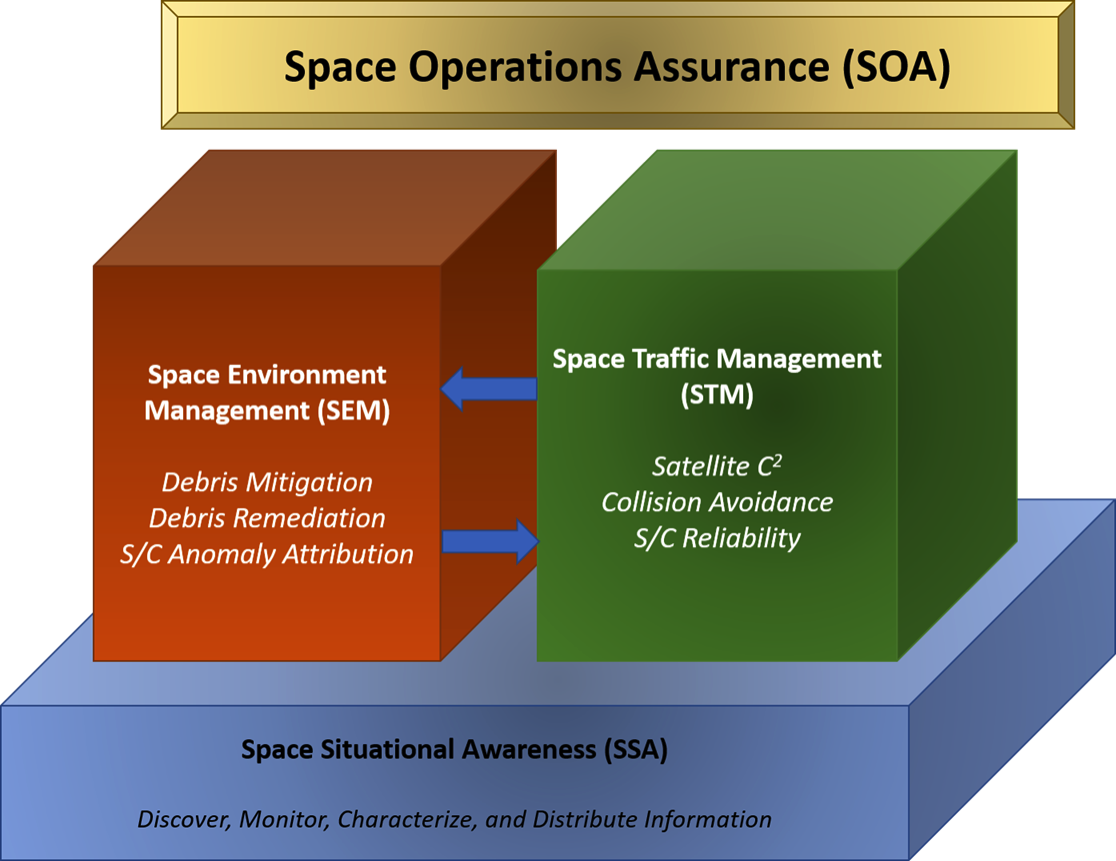 Space Operations Assurance (SOA)
Space Environment
Management (SEM)
Debris Mitigation
Debris Remediation
S/C Anomaly Attribution
Space Traffic Management
(STM)
Satellite C²
Collision Avoidance
S/C Reliability
Space Situational Awareness (SSA)
Discover, Monitor, Characterize, and Distribute Information